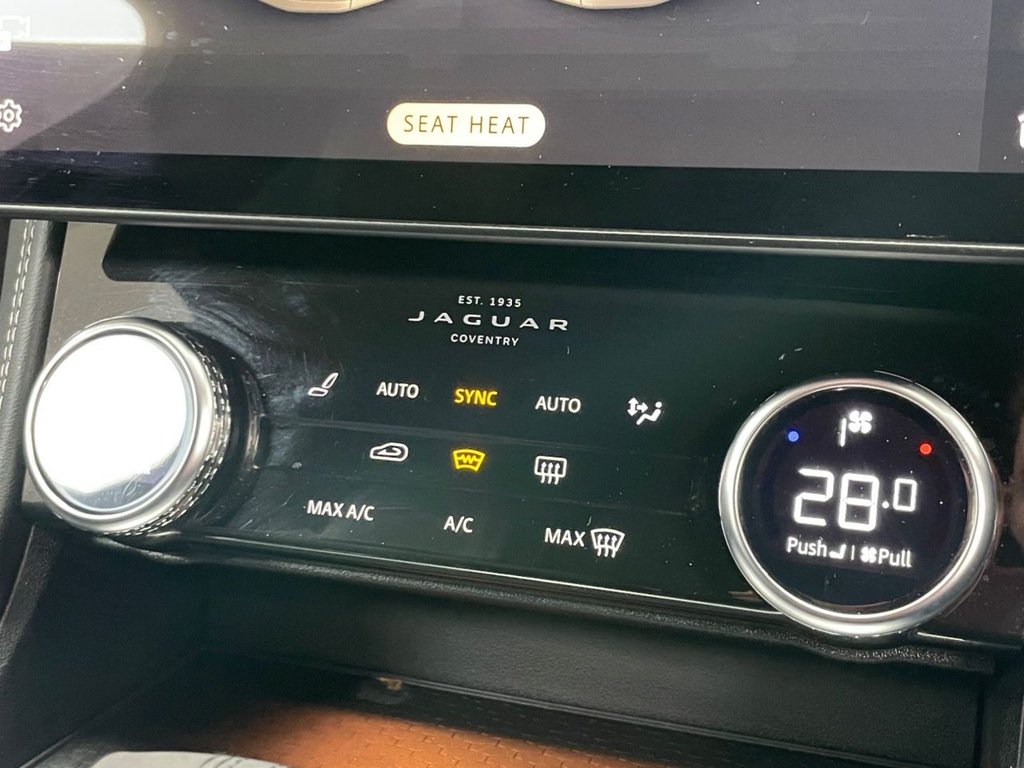 SEAT HEAT
EST. 1935
JAGUAR
COVENTRY
AUTO SYNC AUTO
MAX A/C A/C MAX
28.0
Push Pull